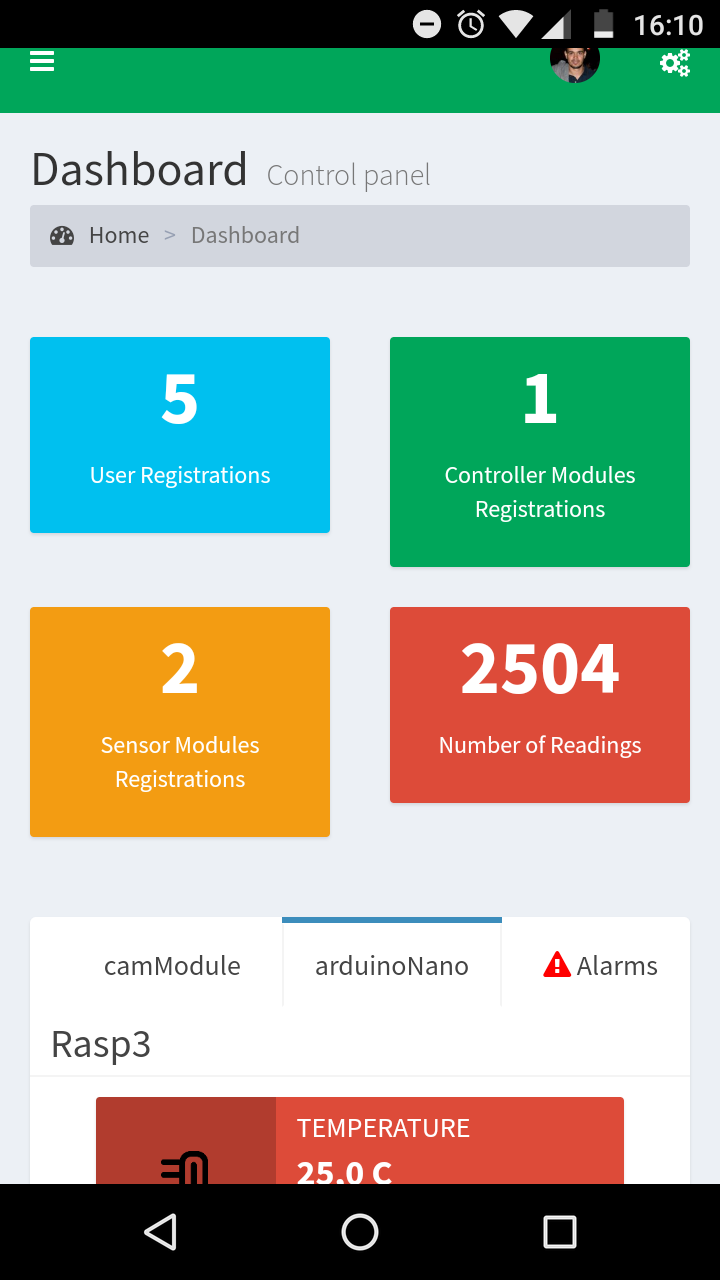 16:10
Dashboard Control panel
Home > Dashboard
5
User Registrations
1
Controller Modules
Registrations
2
Sensor Modules
Registrations
2504
Number of Readings
camModule arduinoNano Alarms
Rasp3
TEMPERATURE
25,0 C